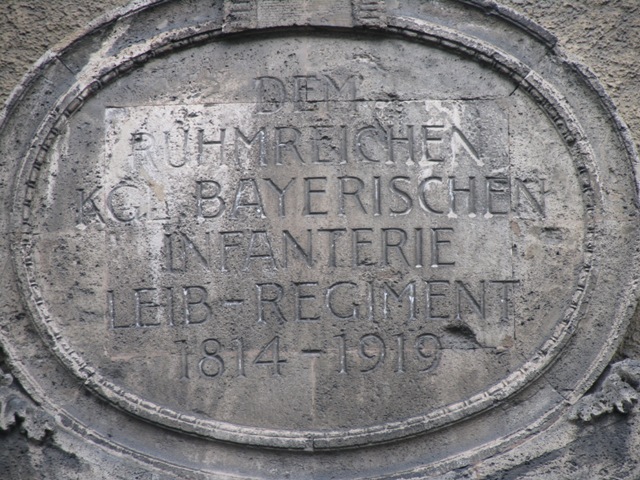 DEM
RUHMREICHEN
KGL. BAYERISCHEN
INFANTERIE
LEIB-REGIMENT
1814-1919